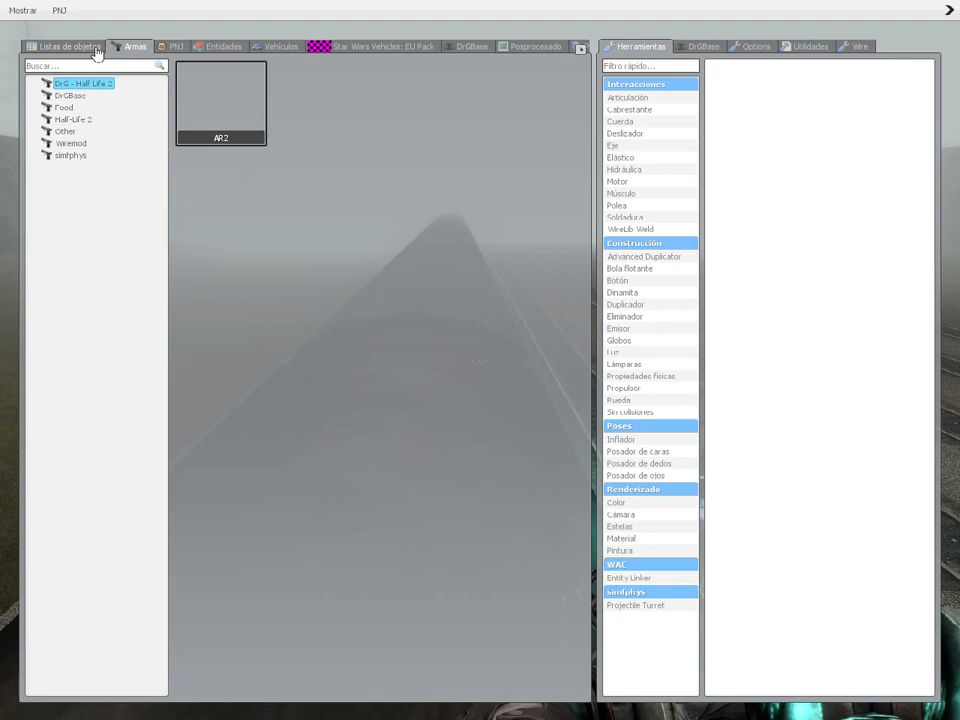 Mostrar PNJ
Listas de objetos Armas PNJ Entidades Vehículos Star Wars Vehicles: EU Pack DrGBase Posprocesado
Herramientas DrGBase Options Utilidades Wire
Buscar...
DrG - Half Life 2
DrGBase
Food
Half-Life 2
Other
Wiremod
simfphys
AR2
Filtro rápido...
Interacciones
Articulación
Cabrestante
Cuerda
Deslizador
Eje
Elástico
Hidráulica
Motor
Músculo
Polea
Soldadura
WireLib Weld
Construcción
Advanced Duplicator
Bola flotante
Botón
Dinamita
Duplicador
Eliminador
Emisor
Globos
Luz
Lámparas
Propiedades físicas
Propulsor
Rueda
Sin colisiones
Poses
Inflador
Posador de caras
Posador de dedos
Posador de ojos
Renderizado
Color
Cámara
Estelas
Material
Pintura
WAC
Entity Linker
simfphys
Projectile Turret